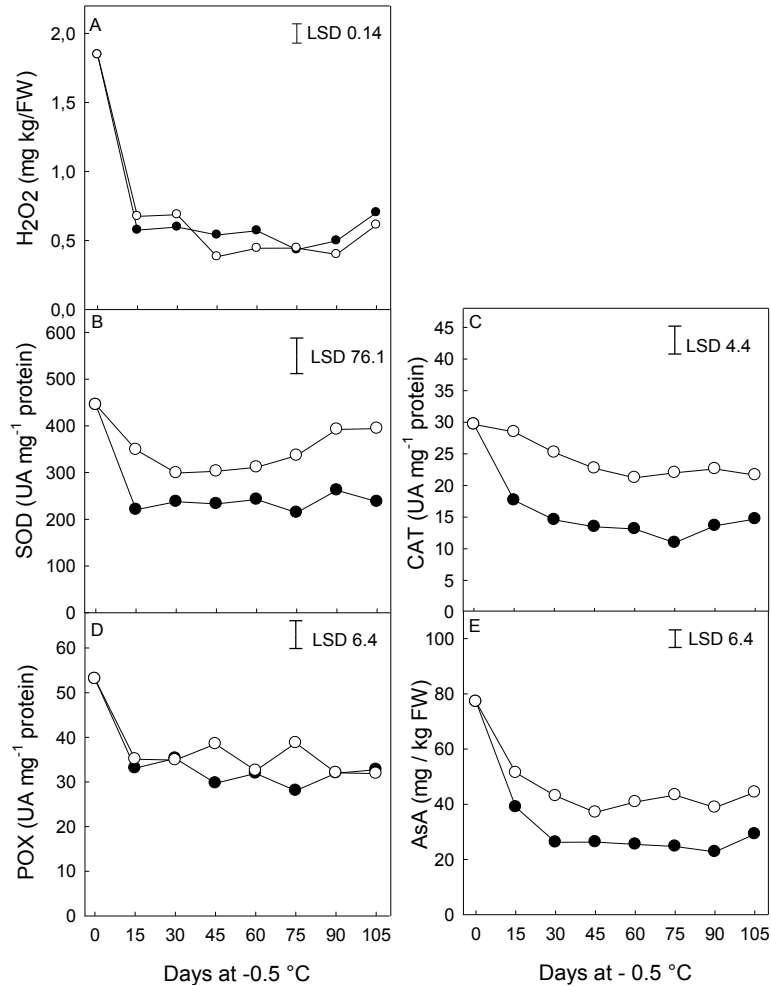 A
LSD 0.14
2,0
1,5
1,0
0,5
0,0
H2O2 (mg kg/FW)
B
LSD 76.1
600
500
400
300
200
100
0
SOD (UA mg-1 protein)
C
LSD 4.4
45
40
35
30
25
20
15
10
5
0
CAT (UA mg-1 protein)
D
LSD 6.4
60
50
40
30
20
10
0
POX (UA mg-1 protein)
0 15 30 45 60 75 90 105
Days at -0.5 °C
E
LSD 6.4
100
80
60
40
20
0
AsA (mg / kg FW)
0 15 30 45 60 75 90 105
Days at - 0.5 °C